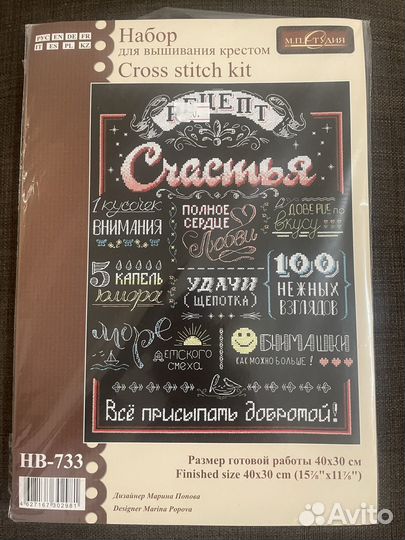 РУС EN DE FR
IT ES PL KZ
Набор
для вышивания крестом
Cross stitch kit
М.П. СТУДИЯ
РЕЦЕПТ
Счастья
1 кусочек
ВНИМАНИЯ
ПОЛНОЕ
СЕРДЦЕ
Любви
ДОВЕРИЕ по
вкусу
5 КАПЕЛЬ
юмора
УДАЧИ
(ЩЕПОТКА)
100
НЕЖНЫХ
ВЗГЛЯДОВ
море
ДЕТСКОГО
смеха
ОБНИМАШКИ
КАК МОЖНО БОЛЬШЕ!
Всё присыпать добротой!
HB-733
4627167302981
Размер готовой работы 40х30 см
Finished size 40x30 cm (15⅞"x11⅞")
Дизайнер Марина Попова
Designer Marina Popova
Avito